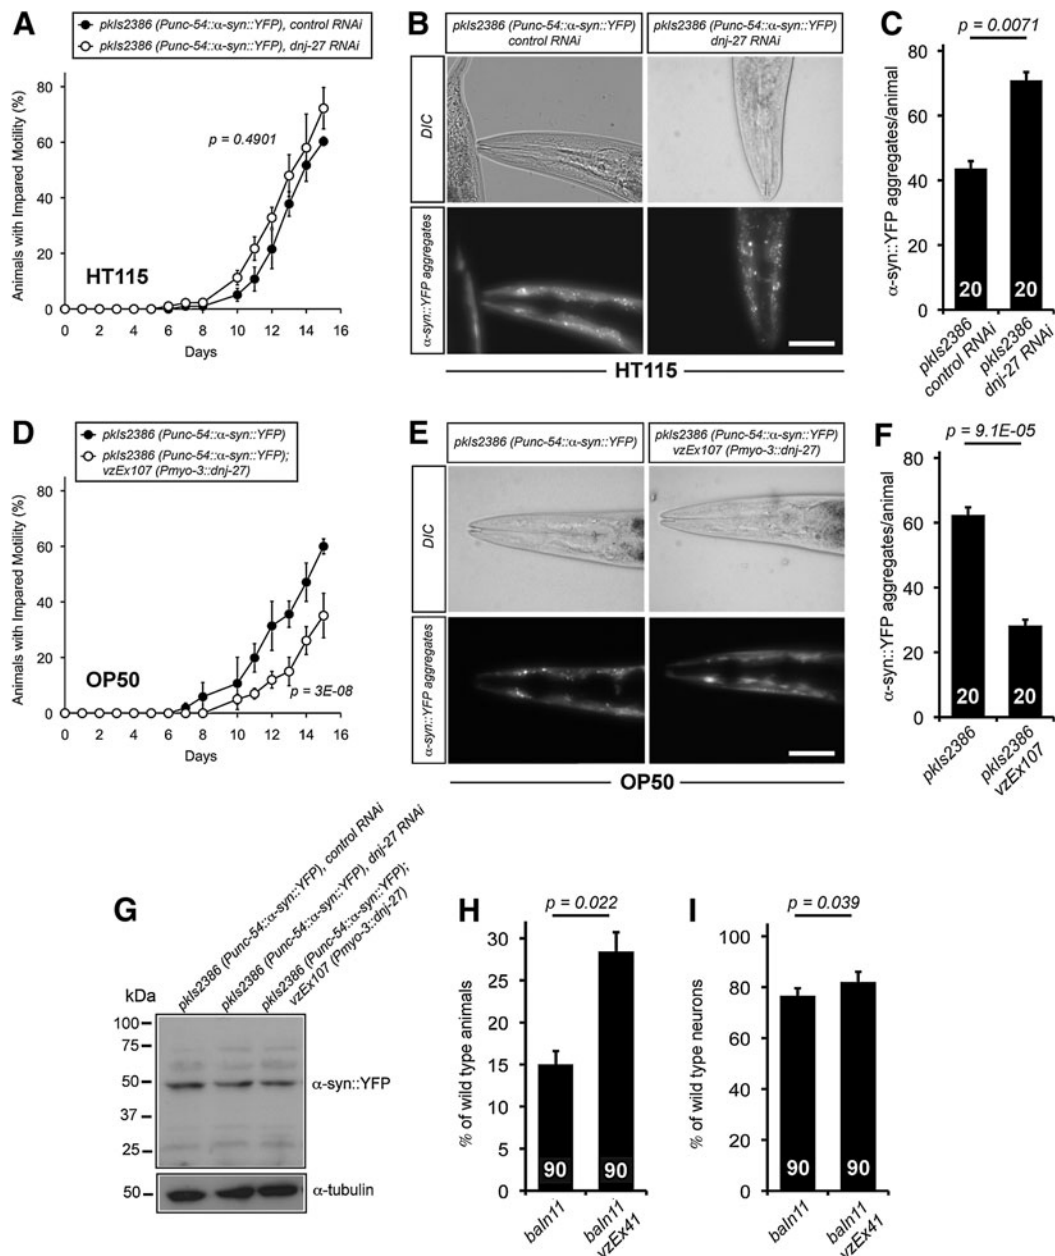 A
pkIs2386 (Punc-54::α-syn::YFP), control RNAi
pkIs2386 (Punc-54::α-syn::YFP), dnj-27 RNAi
Animals with Impared Motility (%)
80
60
40
20
0
p = 0.4901
HT115
0 2 4 6 8 10 12 14 16
Days
B
pkIs2386 (Punc-54::α-syn::YFP)
control RNAi
pkIs2386 (Punc-54::α-syn::YFP)
dnj-27 RNAi
DIC
α-syn::YFP aggregates
HT115
C
p = 0.0071
α-syn::YFP aggregates/animal
80
60
40
20
0
20
20
pkIs2386
control RNAi
pkIs2386
dnj-27 RNAi
D
pkIs2386 (Punc-54::α-syn::YFP)
pkIs2386 (Punc-54::α-syn::YFP);
vzEx107 (Pmyo-3::dnj-27)
Animals with Impared Motility (%)
80
60
40
20
0
OP50
p = 3E-08
0 2 4 6 8 10 12 14 16
Days
E
pkIs2386 (Punc-54::α-syn::YFP)
pkIs2386 (Punc-54::α-syn::YFP)
vzEx107 (Pmyo-3::dnj-27)
DIC
α-syn::YFP aggregates
OP50
F
p = 9.1E-05
α-syn::YFP aggregates/animal
80
60
40
20
0
20
20
pkIs2386
pkIs2386
vzEx107
G
pkIs2386 (Punc-54::α-syn::YFP), control RNAi
pkIs2386 (Punc-54::α-syn::YFP), dnj-27 RNAi
pkIs2386 (Punc-54::α-syn::YFP);
vzEx107 (Pmyo-3::dnj-27)
kDa
100
75
50
37
25
50
α-syn::YFP
α-tubulin
H
p = 0.022
% of wild type animals
30
25
20
15
10
5
0
90
90
baIn11
baIn11
vzEx41
I
p = 0.039
% of wild type neurons
100
80
60
40
20
0
90
90
baIn11
baIn11
vzEx41